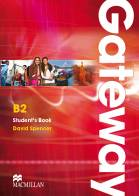 Gateway
B2
Student's Book
David Spencer
MACMILLAN